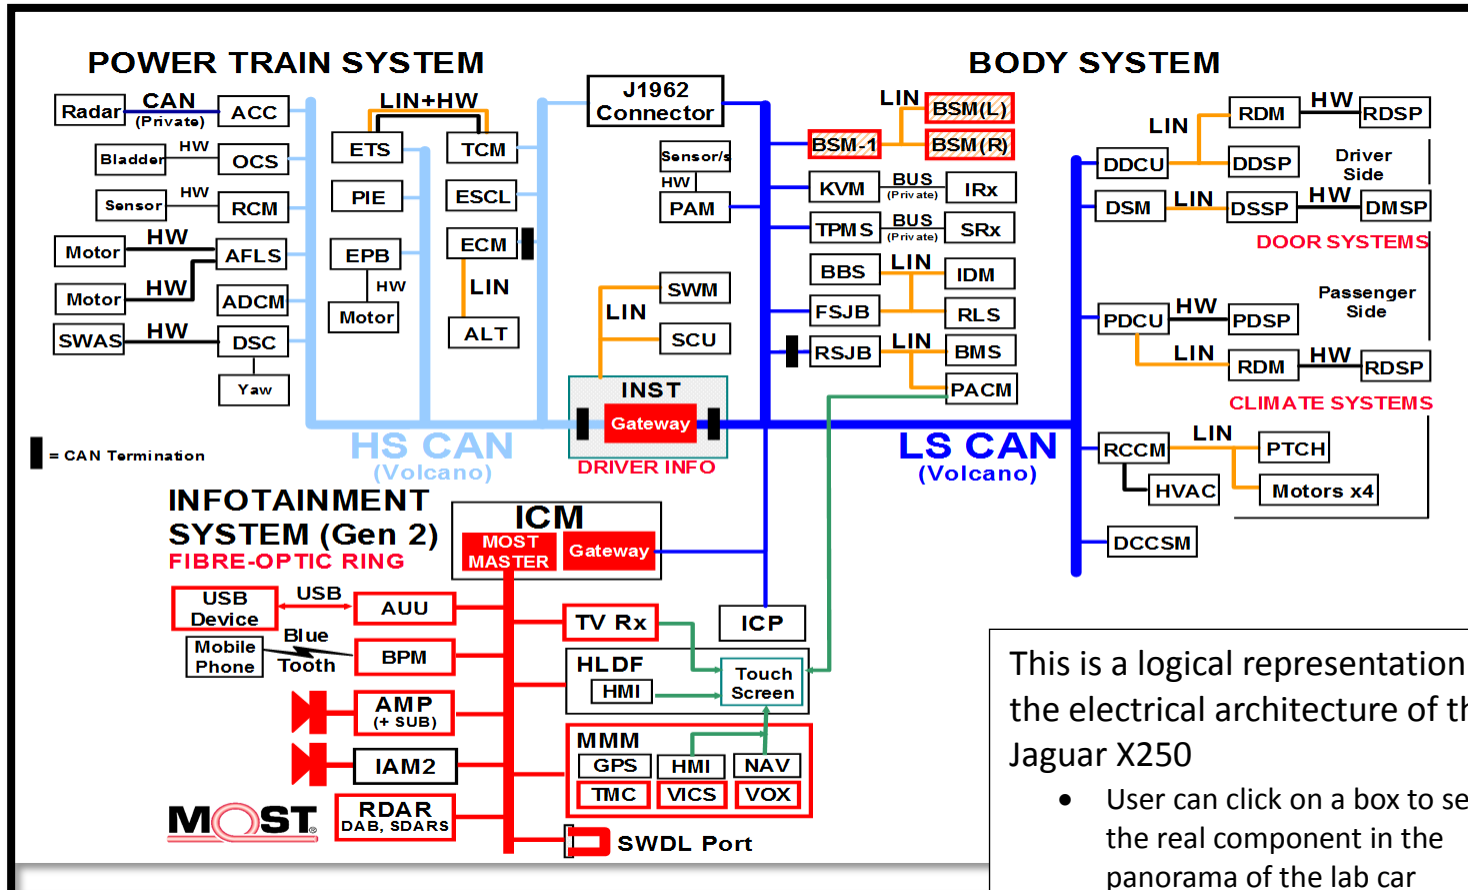 POWER TRAIN SYSTEM
BODY SYSTEM
Radar
CAN
(Private)
ACC
Bladder
HW
OCS
Sensor
HW
RCM
Motor
HW
AFLS
Motor
HW
ADCM
SWAS
HW
DSC
Yaw
LIN+HW
ETS
TCM
PIE
ESCL
EPB
HW
Motor
ECM
LIN
ALT
J1962
Connector
Sensor/s
HW
PAM
LIN
SWM
SCU
INST
Gateway
DRIVER INFO
HS CAN
(Volcano)
LS CAN
(Volcano)
= CAN Termination
LIN
BSM(L)
BSM-1
BSM(R)
KVM
BUS
(Private)
IRx
TPMS
BUS
(Private)
SRx
BBS
LIN
IDM
FSJB
RLS
RSJB
LIN
BMS
PACM
RDM
HW
RDSP
LIN
DDCU
DDSP
Driver
Side
DSM
LIN
DSSP
HW
DMSP
DOOR SYSTEMS
Passenger
Side
PDCU
HW
PDSP
LIN
RDM
HW
RDSP
CLIMATE SYSTEMS
RCCM
LIN
PTCH
HVAC
Motors x4
DCCSM
INFOTAINMENT
SYSTEM (Gen 2)
FIBRE-OPTIC RING
ICM
MOST
MASTER
Gateway
USB
Device
USB
AUU
Mobile
Phone
Blue
Tooth
BPM
AMP
(+ SUB)
IAM2
RDAR
DAB, SDARS
MOST
TV Rx
ICP
HLDF
HMI
Touch
Screen
MMM
GPS
HMI
NAV
TMC
VICS
VOX
SWDL Port
This is a logical representation
the electrical architecture of th
Jaguar X250
• User can click on a box to se
the real component in the
panorama of the lab car